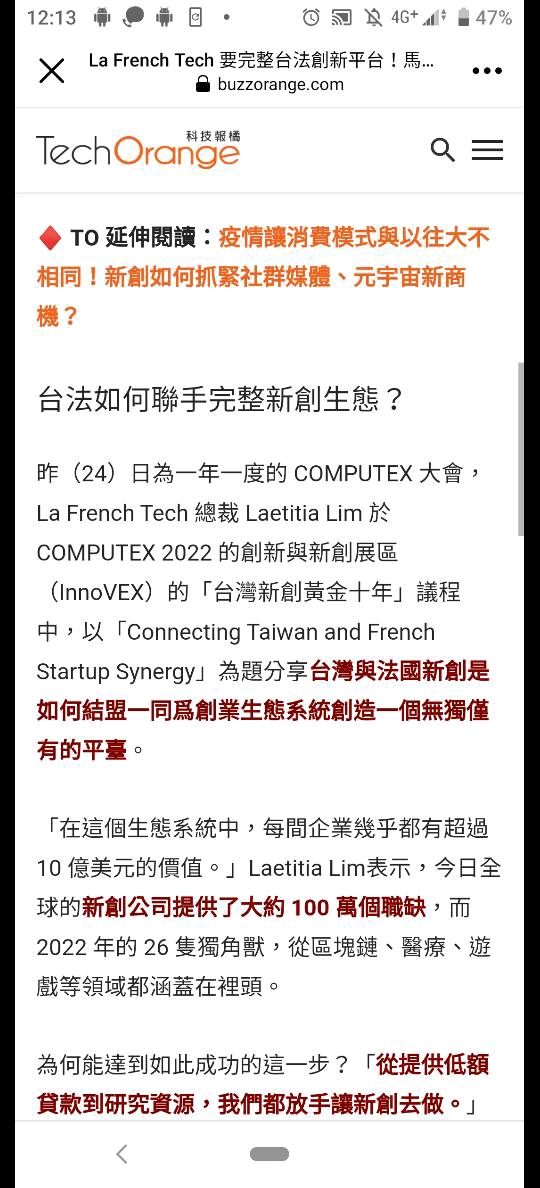 12:13
4G+
47%
La French Tech 要完整台法創新平台！馬...
buzzorange.com
科技報橘
TechOrange
TO 延伸閱讀：疫情讓消費模式與以往大不
相同！新創如何抓緊社群媒體、元宇宙新商
機？
台法如何聯手完整新創生態？
昨（24）日為一年一度的 COMPUTEX 大會，
La French Tech 總裁 Laetitia Lim 於
COMPUTEX 2022 的創新與新創展區
（InnoVEX）的「台灣新創黃金十年」議程
中，以「Connecting Taiwan and French
Startup Synergy」為題分享台灣與法國新創是
如何結盟一同爲創業生態系統創造一個無獨僅
有的平臺。
「在這個生態系統中，每間企業幾乎都有超過
10 億美元的價值。」Laetitia Lim表示，今日全
球的新創公司提供了大約 100 萬個職缺，而
2022 年的 26 隻獨角獸，從區塊鏈、醫療、遊
戲等領域都涵蓋在裡頭。
為何能達到如此成功的這一步？「從提供低額
貸款到研究資源，我們都放手讓新創去做。」